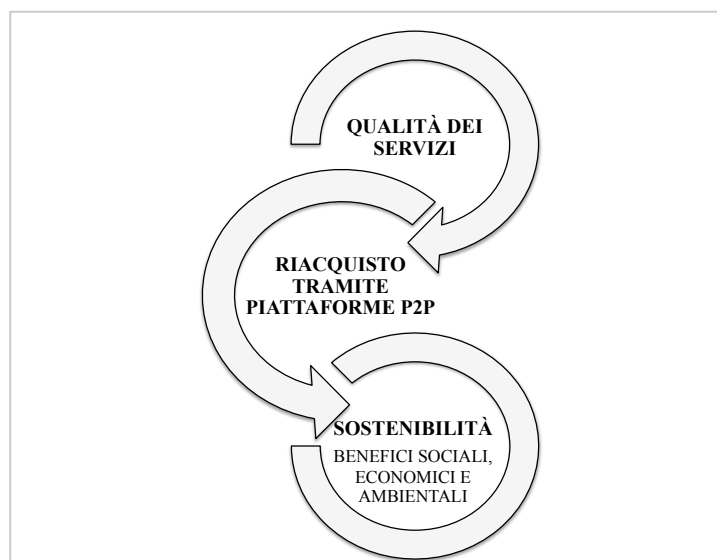 QUALITÀ DEI
SERVIZI
RIACQUISTO
TRAMITE
PIATTAFORME P2P
SOSTENIBILITÀ
BENEFICI SOCIALI,
ECONOMICI E
AMBIENTALI